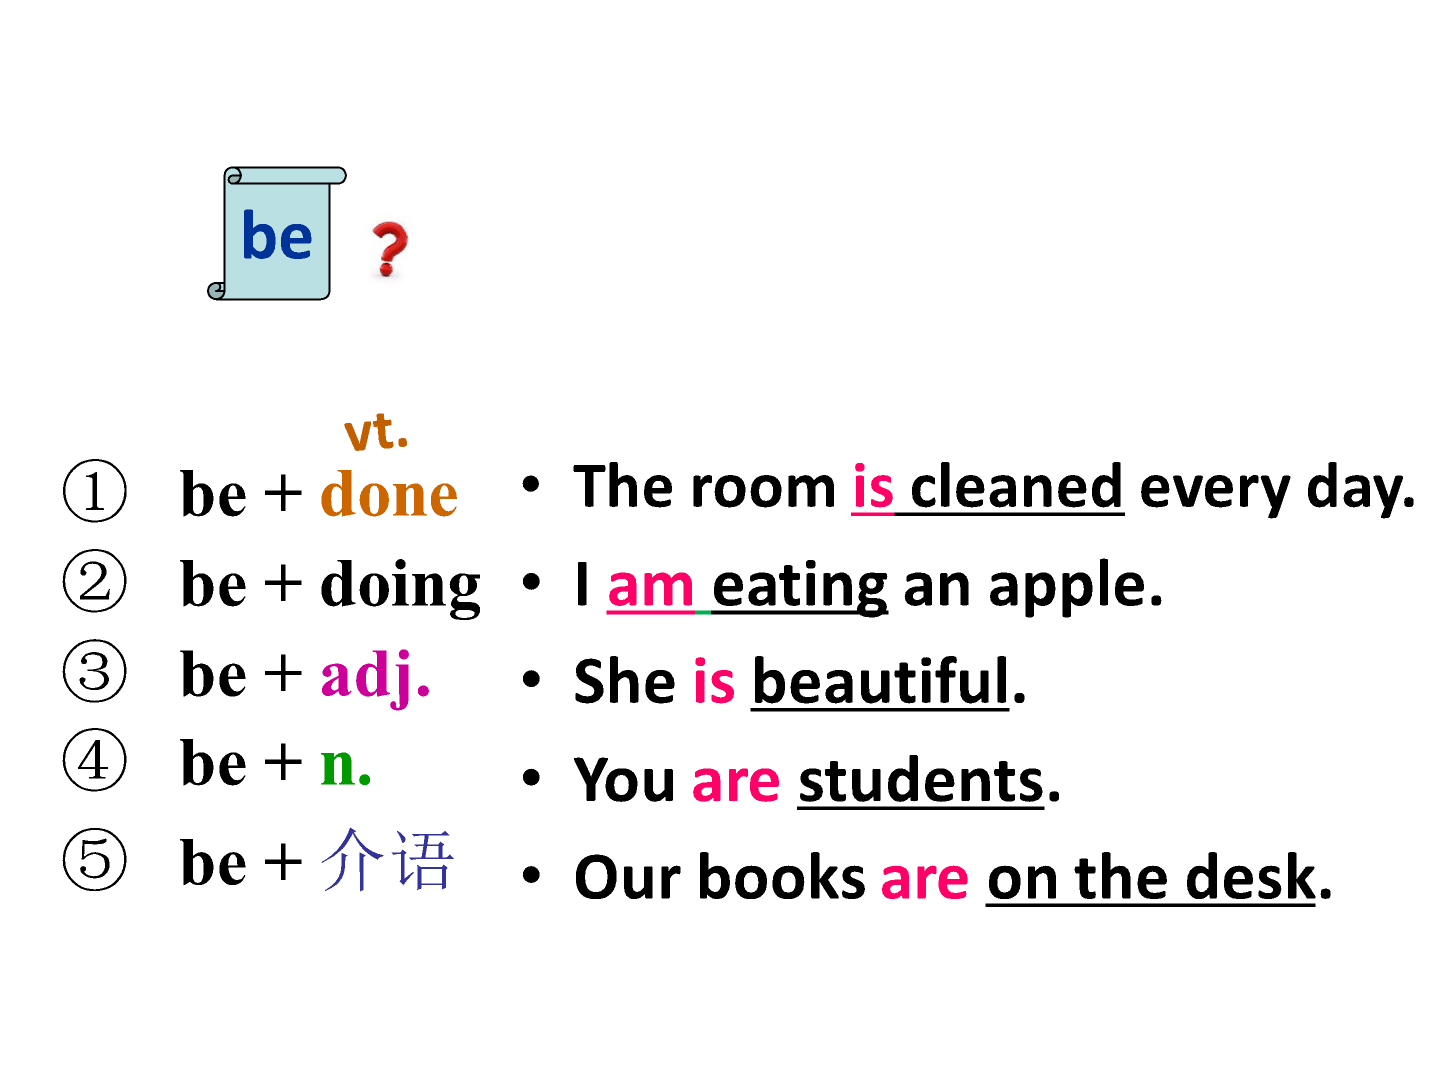 be ?
vt.
① be + done
② be + doing
③ be + adj.
④ be + n.
⑤ be + 介语
• The room is cleaned every day.
• I am eating an apple.
• She is beautiful.
• You are students.
• Our books are on the desk.